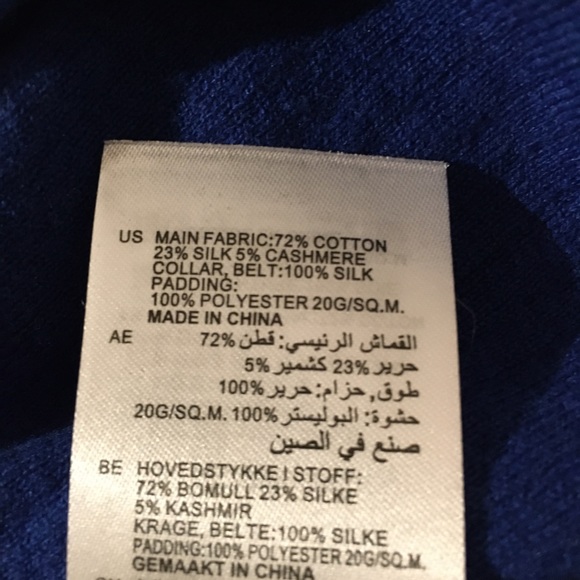 US MAIN FABRIC:72% COTTON
23% SILK 5% CASHMERE
COLLAR, BELT:100% SILK
PADDING:
100% POLYESTER 20G/SQ.M.
MADE IN CHINA
AE القماش الرئيسي: قطن 72%
حرير 23% كشمير 5%
طوق, حزام: حرير 100%
حشوة: البوليستر 100% .20G/SQ.M
صنع في الصين
BE HOVEDSTYKKE I STOFF:
72% BOMULL 23% SILKE
5% KASHMIR
KRAGE, BELTE:100% SILKE
PADDING:100% POLYESTER 20G/SQ.M.
GEMAAKT IN CHINA